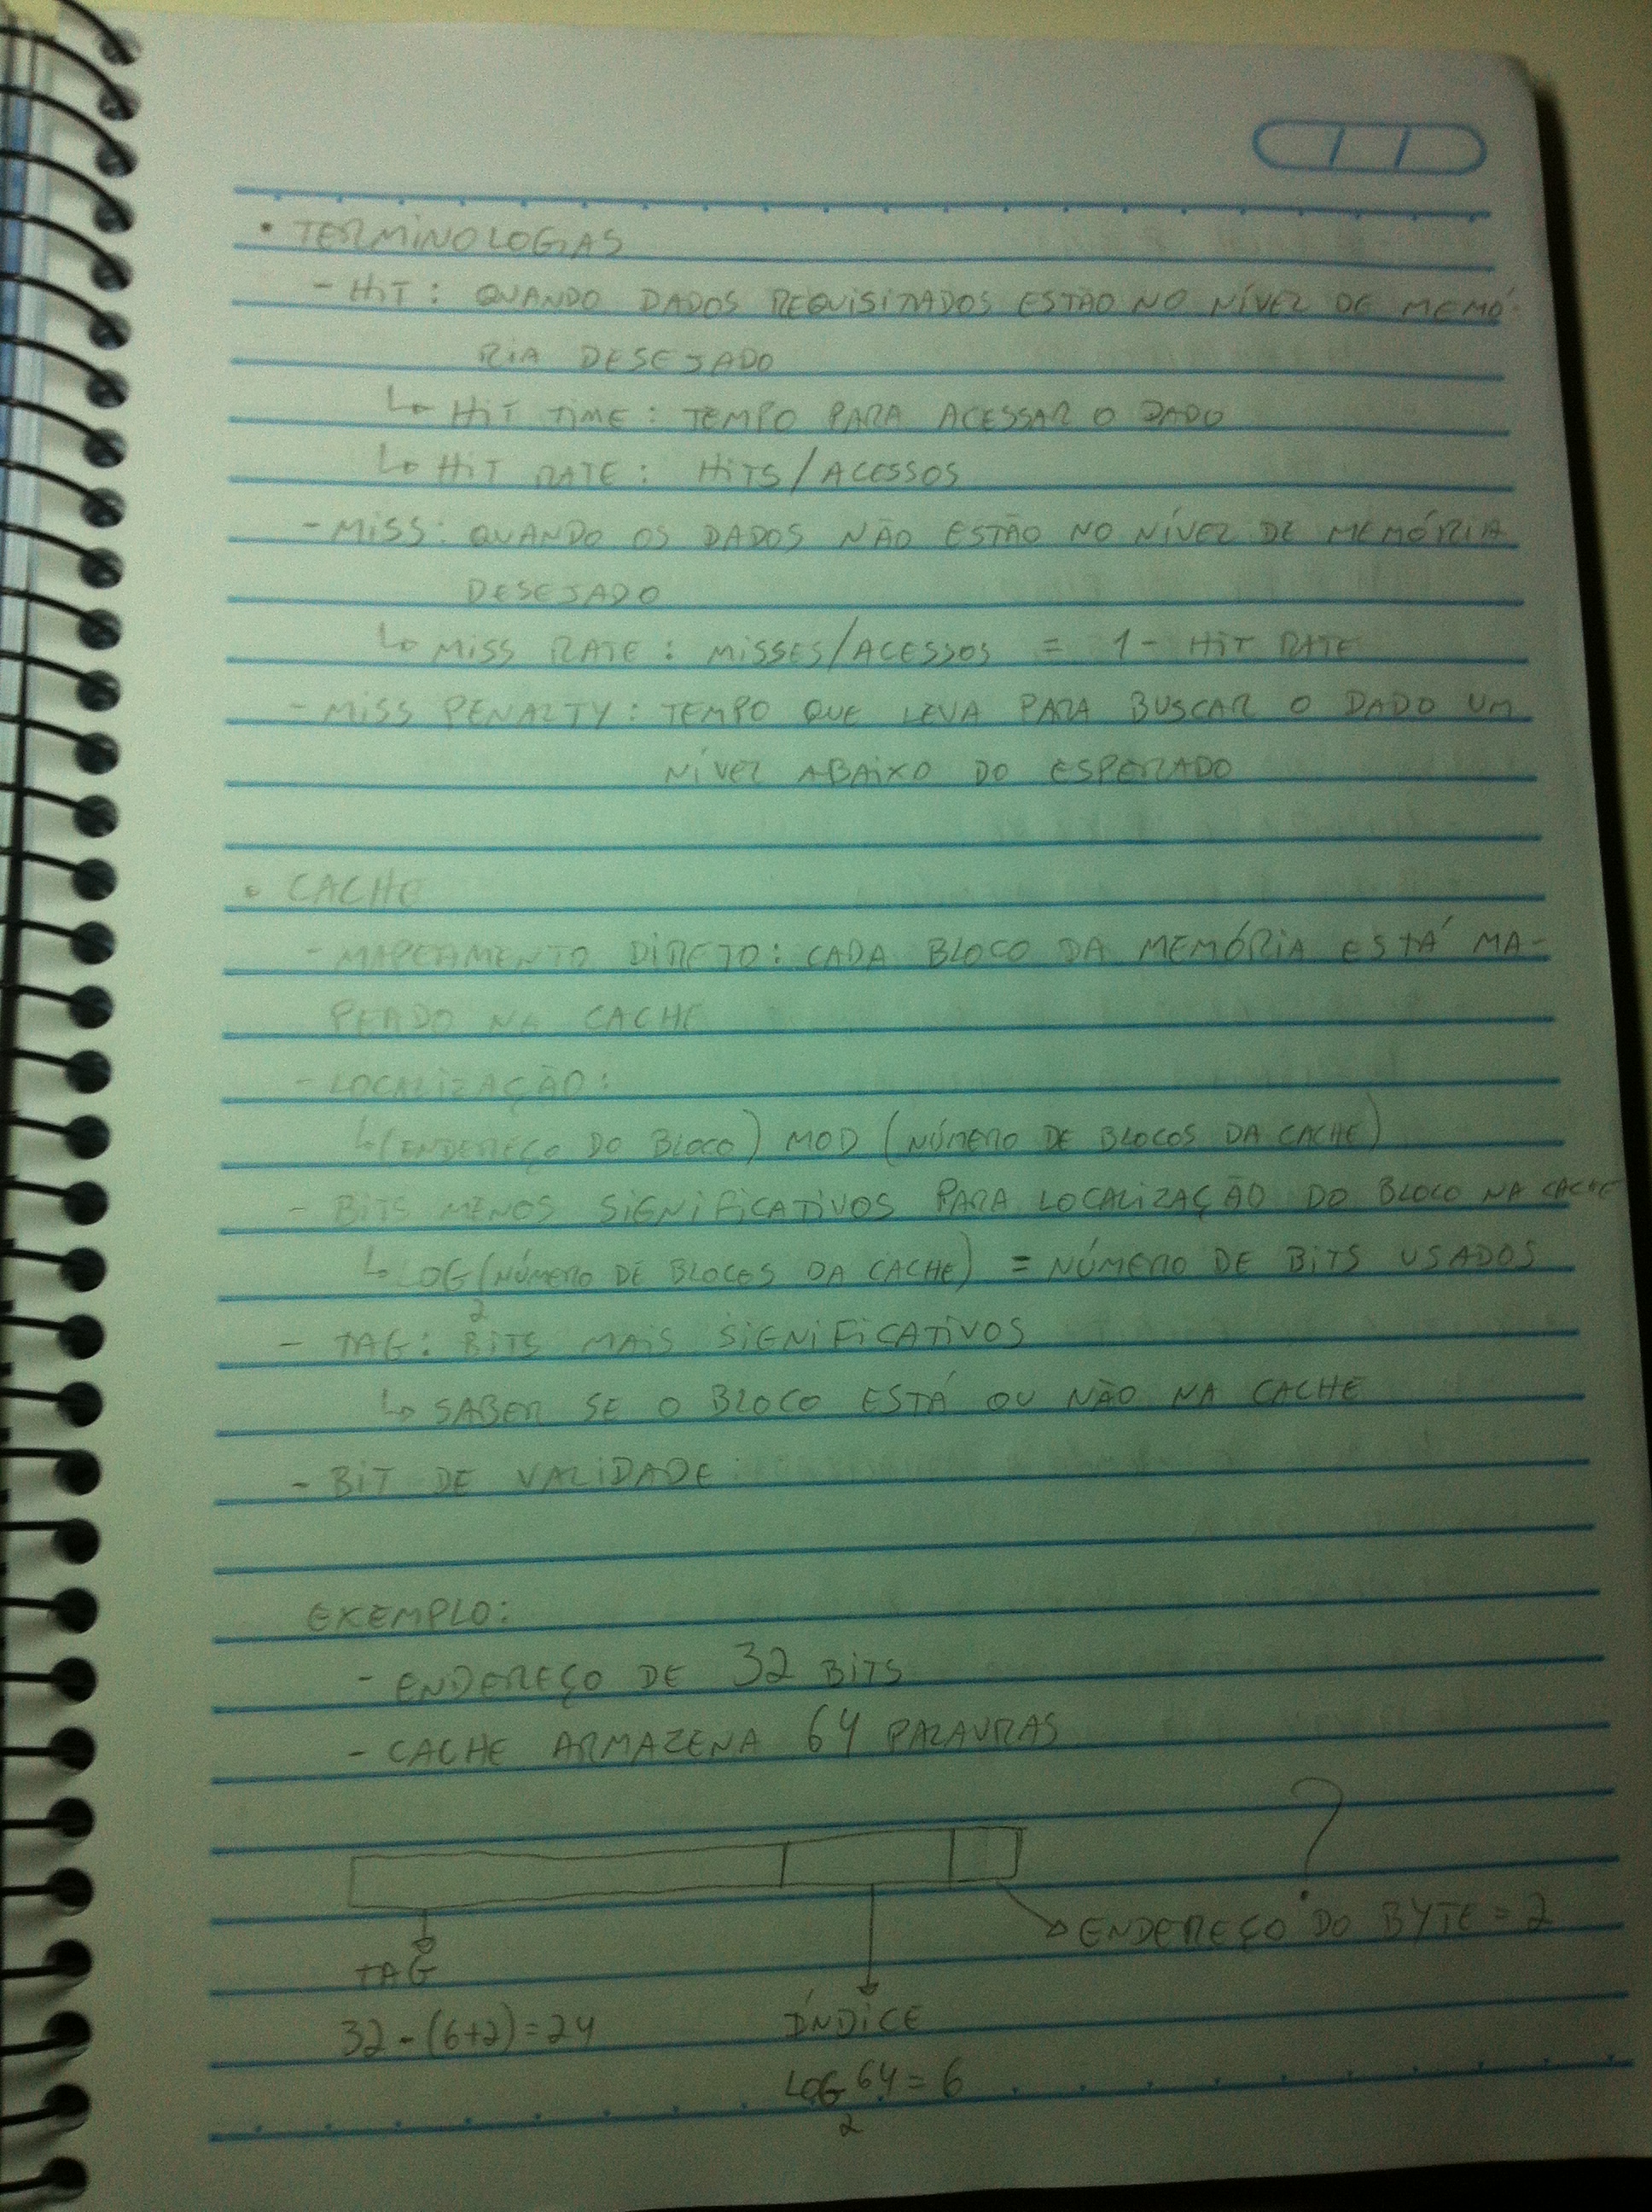 • TERMINOLOGIAS
- HIT: QUANDO DADOS REQUISITADOS ESTÃO NO NÍVEL DE MEMÓ-
RIA DESEJADO
↳ HIT TIME: TEMPO PARA ACESSAR O DADO
↳ HIT RATE: HITS/ACESSOS
- MISS: QUANDO OS DADOS NÃO ESTÃO NO NÍVEL DE MEMÓRIA
DESEJADO
↳ MISS RATE: MISSES/ACESSOS = 1 - HIT RATE
- MISS PENALTY: TEMPO QUE LEVA PARA BUSCAR O DADO UM
NÍVEL ABAIXO DO ESPERADO
• CACHE
- MAPEAMENTO DIRETO: CADA BLOCO DA MEMÓRIA ESTÁ MA-
PEADO NA CACHE
- LOCALIZAÇÃO:
↳ (ENDEREÇO DO BLOCO) MOD (NÚMERO DE BLOCOS DA CACHE)
- BITS MENOS SIGNIFICATIVOS PARA LOCALIZAÇÃO DO BLOCO NA CACHE
↳ LOG₂(NÚMERO DE BLOCOS DA CACHE) = NÚMERO DE BITS USADOS
- TAG: BITS MAIS SIGNIFICATIVOS
↳ SABER SE O BLOCO ESTÁ OU NÃO NA CACHE
- BIT DE VALIDADE
EXEMPLO:
- ENDEREÇO DE 32 BITS
- CACHE ARMAZENA 64 PALAVRAS
?
ENDEREÇO DO BYTE = 2
TAG
32 - (6+2) = 24
ÍNDICE
LOG₂ 64 = 6